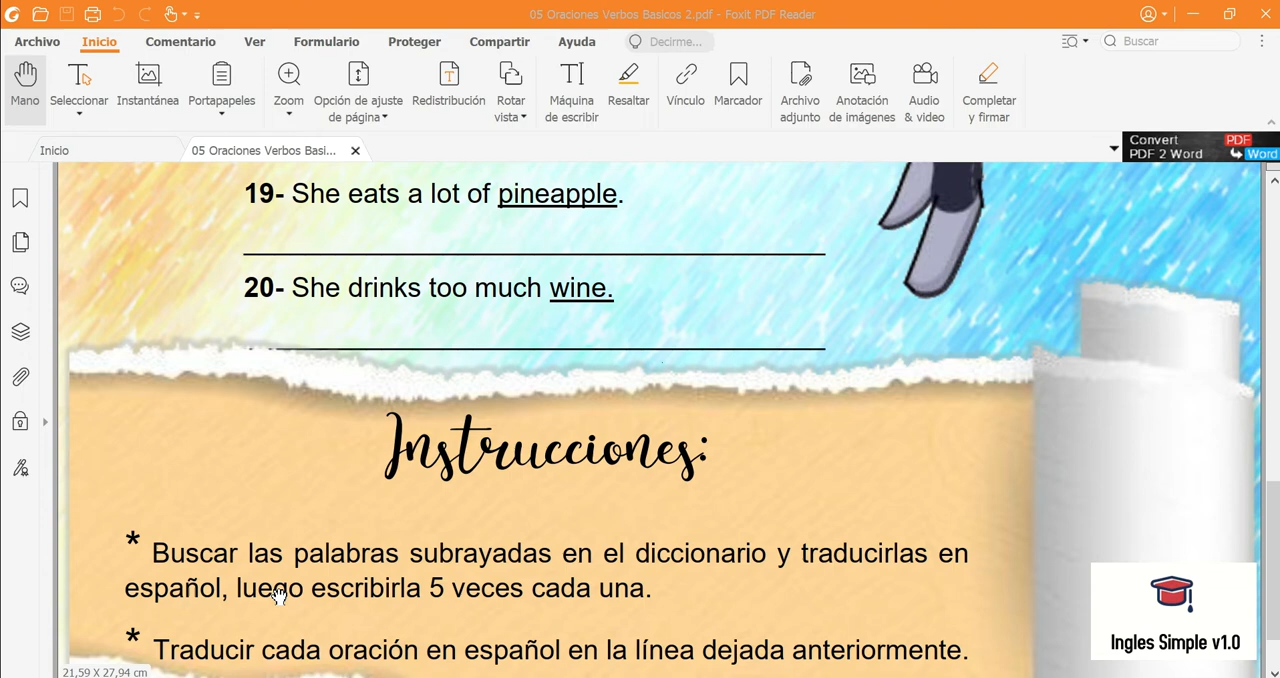 05 Oraciones Verbos Basicos 2.pdf - Foxit PDF Reader
Archivo Inicio Comentario Ver Formulario Proteger Compartir Ayuda Decirme... Buscar
Mano Seleccionar Instantánea Portapapeles Zoom Opción de ajuste de página Redistribución Rotar vista Máquina de escribir Resaltar Vínculo Marcador Archivo adjunto Anotación de imágenes Audio & video Completar y firmar
Inicio 05 Oraciones Verbos Basi...
Convert PDF
PDF 2 Word Word
19- She eats a lot of pineapple.
20- She drinks too much wine.
Instrucciones:
* Buscar las palabras subrayadas en el diccionario y traducirlas en
español, luego escribirla 5 veces cada una.
* Traducir cada oración en español en la línea dejada anteriormente.
Ingles Simple v1.0
21,59 X 27,94 cm